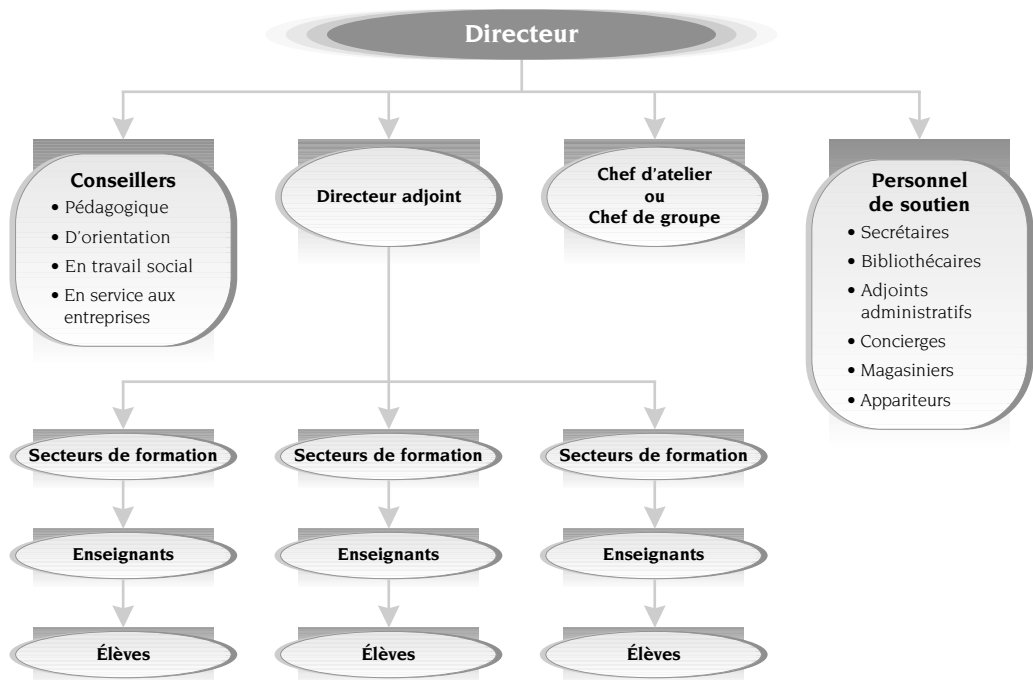 Directeur
Conseillers
• Pédagogique
• D'orientation
• En travail social
• En service aux
entreprises
Directeur adjoint
Chef d'atelier
ou
Chef de groupe
Personnel
de soutien
• Secrétaires
• Bibliothécaires
• Adjoints
administratifs
• Concierges
• Magasiniers
• Appariteurs
Secteurs de formation
Secteurs de formation
Secteurs de formation
Enseignants
Enseignants
Enseignants
Élèves
Élèves
Élèves